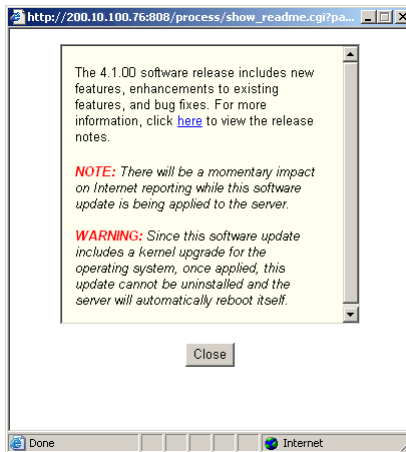 http://200.10.100.76:808/process/show_readme.cgi?pa...
The 4.1.00 software release includes new
features, enhancements to existing
features, and bug fixes. For more
information, click here to view the release
notes.
NOTE: There will be a momentary impact
on Internet reporting while this software
update is being applied to the server.
WARNING: Since this software update
includes a kernel upgrade for the
operating system, once applied, this
update cannot be uninstalled and the
server will automatically reboot itself.
Close
Done
Internet